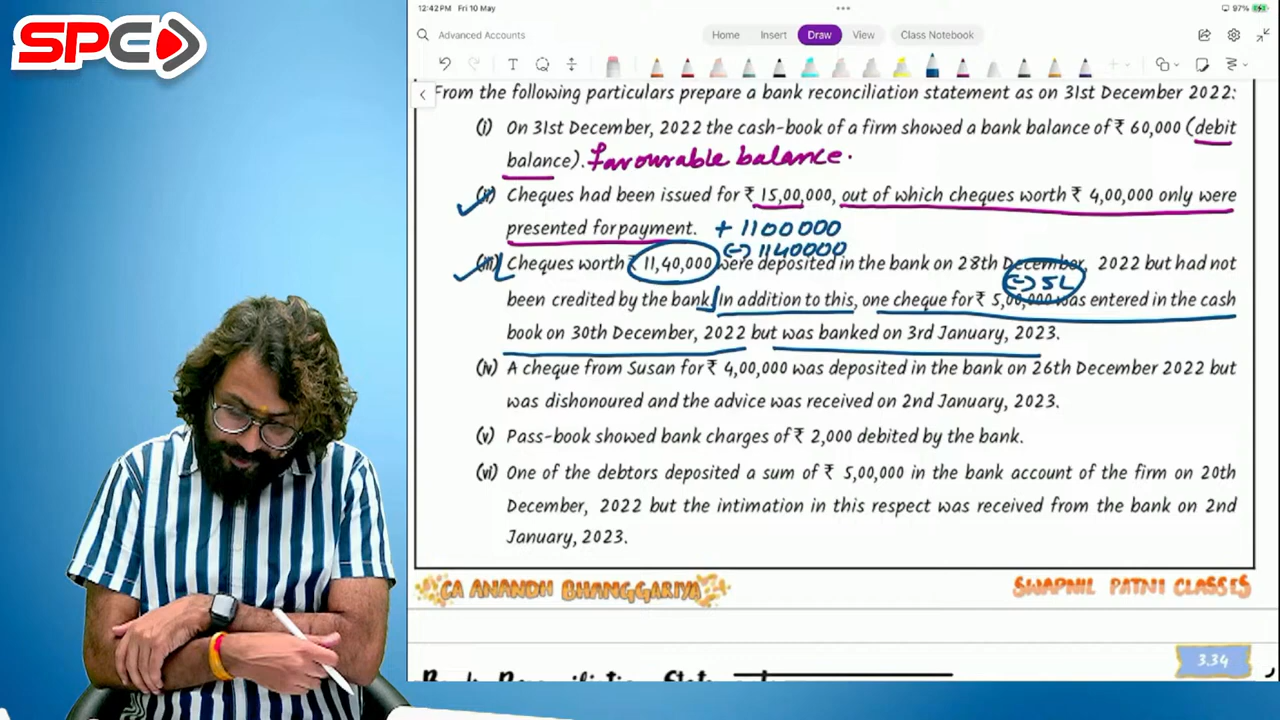 SPC
12:42PM Fri 10 May
97%
Advanced Accounts
Home Insert Draw View Class Notebook
From the following particulars prepare a bank reconciliation statement as on 31st December 2022:
(i) On 31st December, 2022 the cash-book of a firm showed a bank balance of ₹ 60,000 (debit
balance). favourable balance.
(ii) Cheques had been issued for ₹ 15,00,000, out of which cheques worth ₹ 4,00,000 only were
presented for payment. + 1100000
(-) 1140000
(iii) Cheques worth ₹ 11,40,000 were deposited in the bank on 28th December, 2022 but had not
(-) 5L
been credited by the bank. In addition to this, one cheque for ₹ 5,00,000 was entered in the cash
book on 30th December, 2022 but was banked on 3rd January, 2023.
(iv) A cheque from Susan for ₹ 4,00,000 was deposited in the bank on 26th December 2022 but
was dishonoured and the advice was received on 2nd January, 2023.
(v) Pass-book showed bank charges of ₹ 2,000 debited by the bank.
(vi) One of the debtors deposited a sum of ₹ 5,00,000 in the bank account of the firm on 20th
December, 2022 but the intimation in this respect was received from the bank on 2nd
January, 2023.
CA ANANDH BHANGGARIYA SWAPNIL PATNI CLASSES
3.34